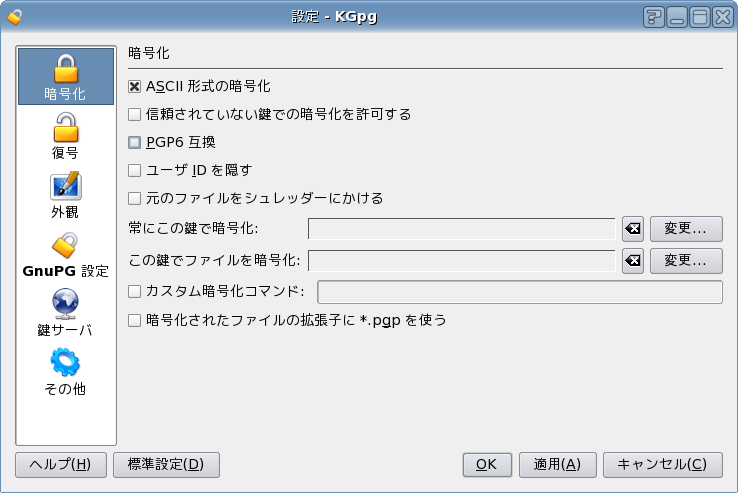 設定 - KGpg
暗号化
復号
外観
GnuPG 設定
鍵サーバ
その他
暗号化
ASCII 形式の暗号化
信頼されていない鍵での暗号化を許可する
PGP6 互換
ユーザ ID を隠す
元のファイルをシュレッダーにかける
常にこの鍵で暗号化: 変更...
この鍵でファイルを暗号化: 変更...
カスタム暗号化コマンド:
暗号化されたファイルの拡張子に *.pgp を使う
ヘルプ(H) 標準設定(D) OK 適用(A) キャンセル(C)